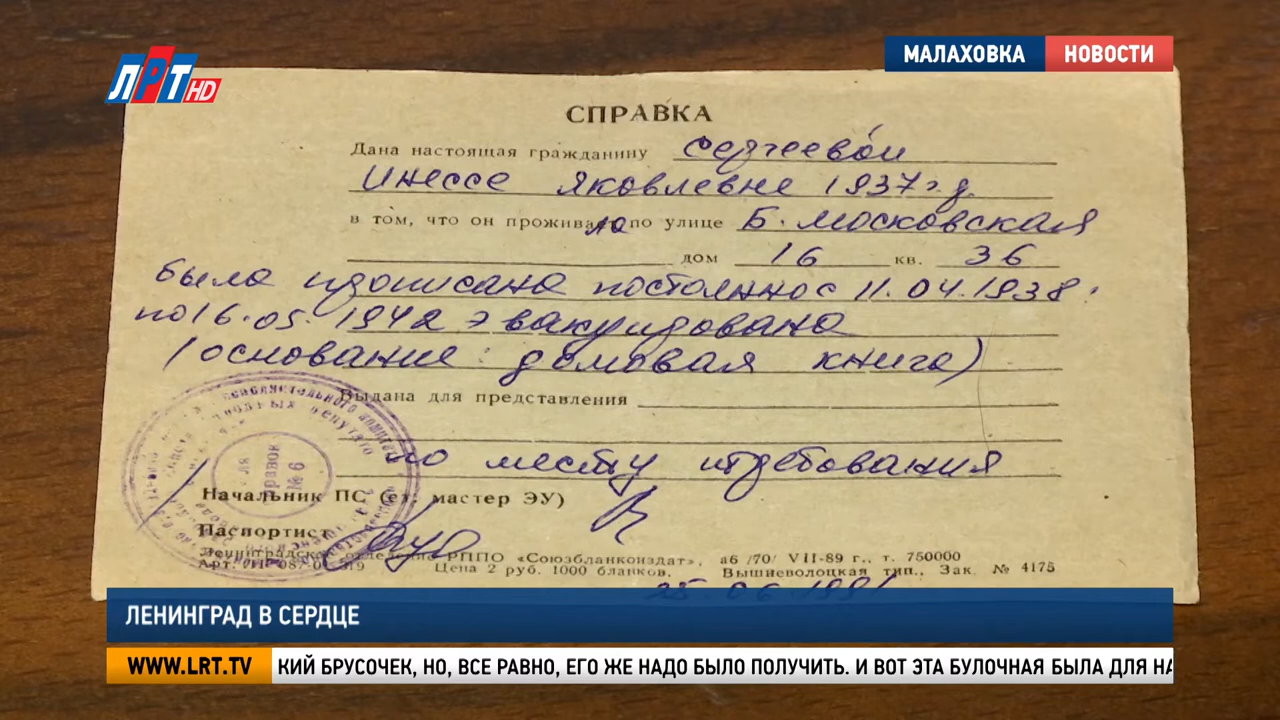 ЛРТ HD
МАЛАХОВКА НОВОСТИ
СПРАВКА
Дана настоящая гражданину Сергеевой
Инессе Яковлевне 1937 г.д.
в том, что он проживала по улице Б. Московская
дом 16 кв. 36
была прописана постоянно с 11.04.1938.
по 16.05.1942 эвакуирована
(основание: домовая книга)
Выдана для представления
по месту требования
Начальник ПС (ст. мастер ЭУ)
Паспортист
Ленинградское отделение РППО «Союзбланкоиздат», а6 /70/ VII-89 г., т. 750000
Цена 2 руб. 1000 бланков. Вышневолоцкая тип., Зак. № 4175
25.06.1991
ЛЕНИНГРАД В СЕРДЦЕ
WWW.LRT.TV КИЙ БРУСОЧЕК, НО, ВСЕ РАВНО, ЕГО ЖЕ НАДО БЫЛО ПОЛУЧИТЬ. И ВОТ ЭТА БУЛОЧНАЯ БЫЛА ДЛЯ НА